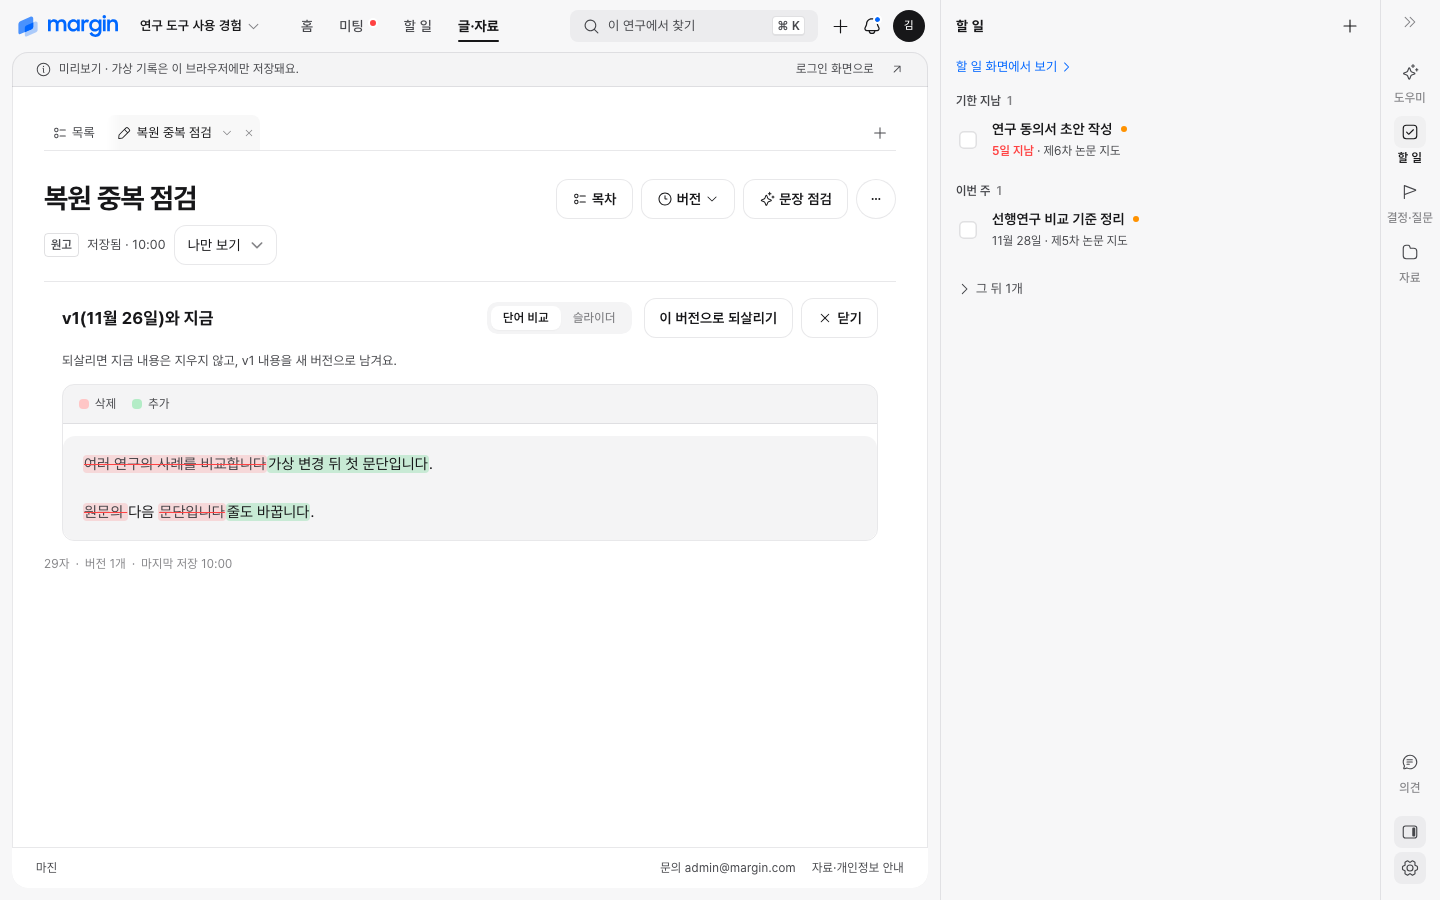 margin
연구 도구 사용 경험
홈
미팅
할 일
글·자료
이 연구에서 찾기
⌘ K
김
미리보기 · 가상 기록은 이 브라우저에만 저장돼요.
로그인 화면으로
목록
복원 중복 점검
복원 중복 점검
목차
버전
문장 점검
원고
저장됨 · 10:00
나만 보기
v1(11월 26일)와 지금
단어 비교
슬라이더
이 버전으로 되살리기
닫기
되살리면 지금 내용은 지우지 않고, v1 내용을 새 버전으로 남겨요.
삭제
추가
여러 연구의 사례를 비교합니다가상 변경 뒤 첫 문단입니다.
원문의 다음 문단입니다줄도 바꿉니다.
29자 · 버전 1개 · 마지막 저장 10:00
마진
문의 admin@margin.com
자료·개인정보 안내
할 일
할 일 화면에서 보기
기한 지남 1
연구 동의서 초안 작성
5일 지남 · 제6차 논문 지도
이번 주 1
선행연구 비교 기준 정리
11월 28일 · 제5차 논문 지도
그 뒤 1개
도우미
할 일
결정·질문
자료
의견